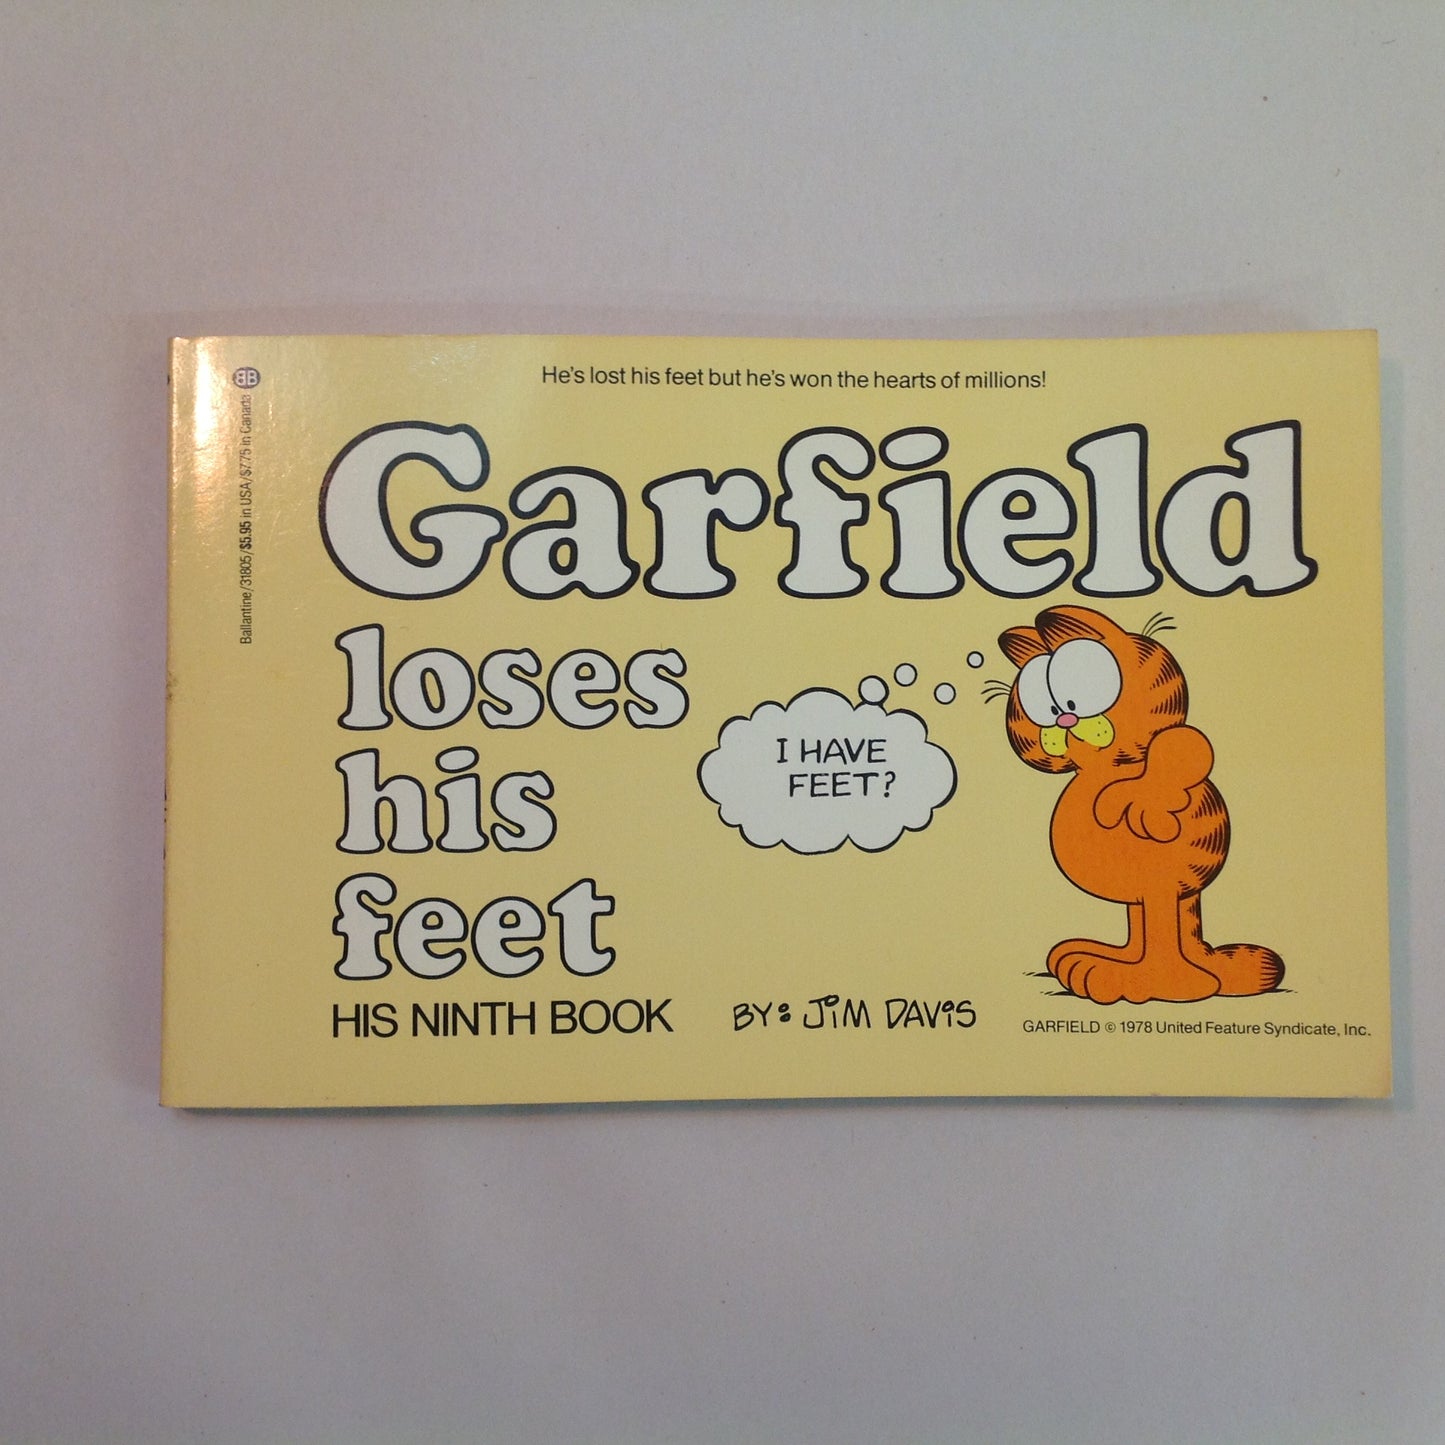 He's lost his feet but he's won the hearts of millions!
BB
Ballantine/31805/$5.95 in USA/$7.75 in Canada
Garfield
loses
his
feet
I HAVE
FEET?
HIS NINTH BOOK
BY: JIM DAVIS
GARFIELD © 1978 United Feature Syndicate, Inc.